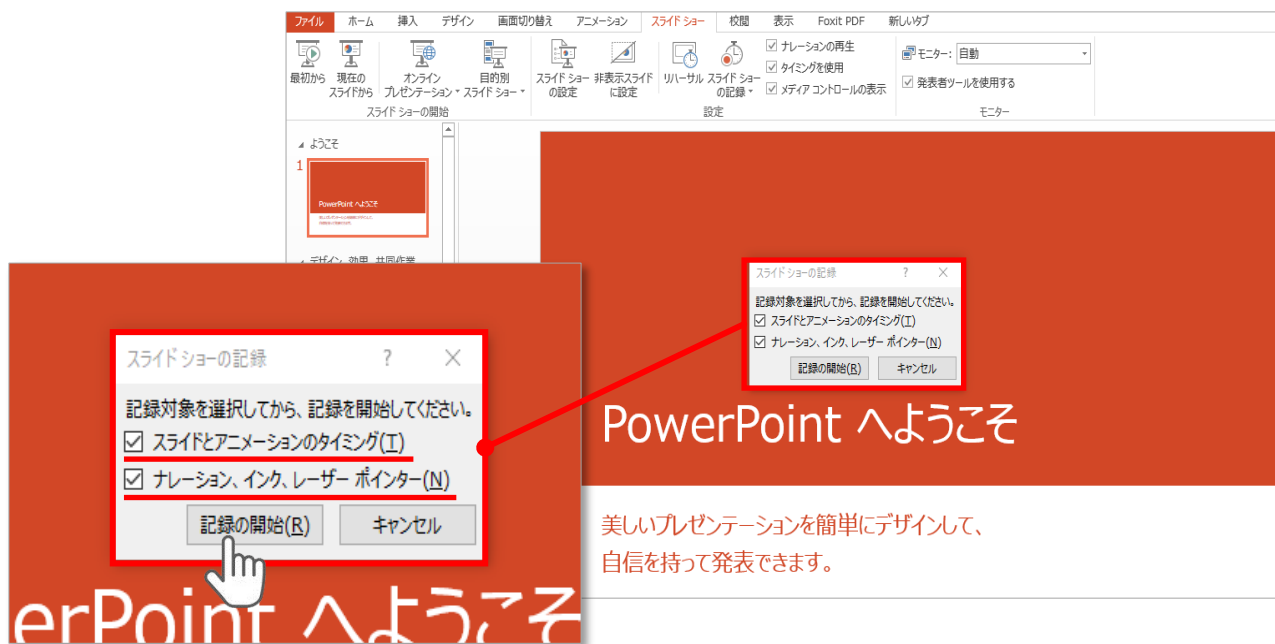 ファイル ホーム 挿入 デザイン 画面切り替え アニメーション スライド ショー 校閲 表示 Foxit PDF 新しいタブ
最初から 現在の スライドから オンライン プレゼンテーション 目的別 スライド ショー スライド ショー の設定 非表示スライド に設定 リハーサル スライド ショー の記録
ナレーションの再生
タイミングを使用
メディア コントロールの表示
モニター: 自動
発表者ツールを使用する
スライド ショーの開始 設定 モニター
ようこそ
1
PowerPoint へようこそ
デザイン、効果、共同作業
スライド ショーの記録 ? ×
記録対象を選択してから、記録を開始してください。
スライドとアニメーションのタイミング(T)
ナレーション、インク、レーザー ポインター(N)
記録の開始(R) キャンセル
PowerPoint へようこそ
美しいプレゼンテーションを簡単にデザインして、
自信を持って発表できます。
スライド ショーの記録 ? ×
記録対象を選択してから、記録を開始してください。
スライドとアニメーションのタイミング(T)
ナレーション、インク、レーザー ポインター(N)
記録の開始(R) キャンセル
erPoint へようこそ